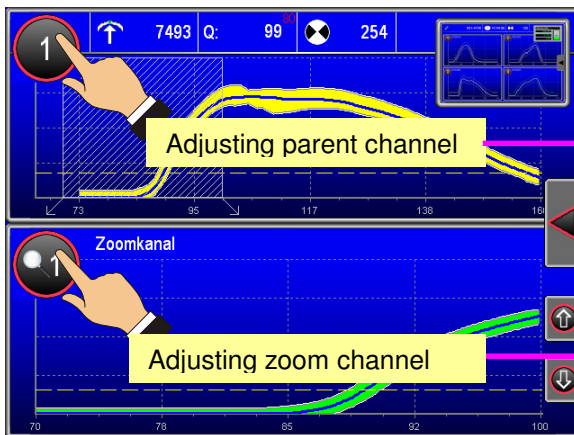 1 7493 Q: 99 80 254
Adjusting parent channel
73 95 117 138 160
Zoomkanal
1
Adjusting zoom channel
70 78 85 92 100